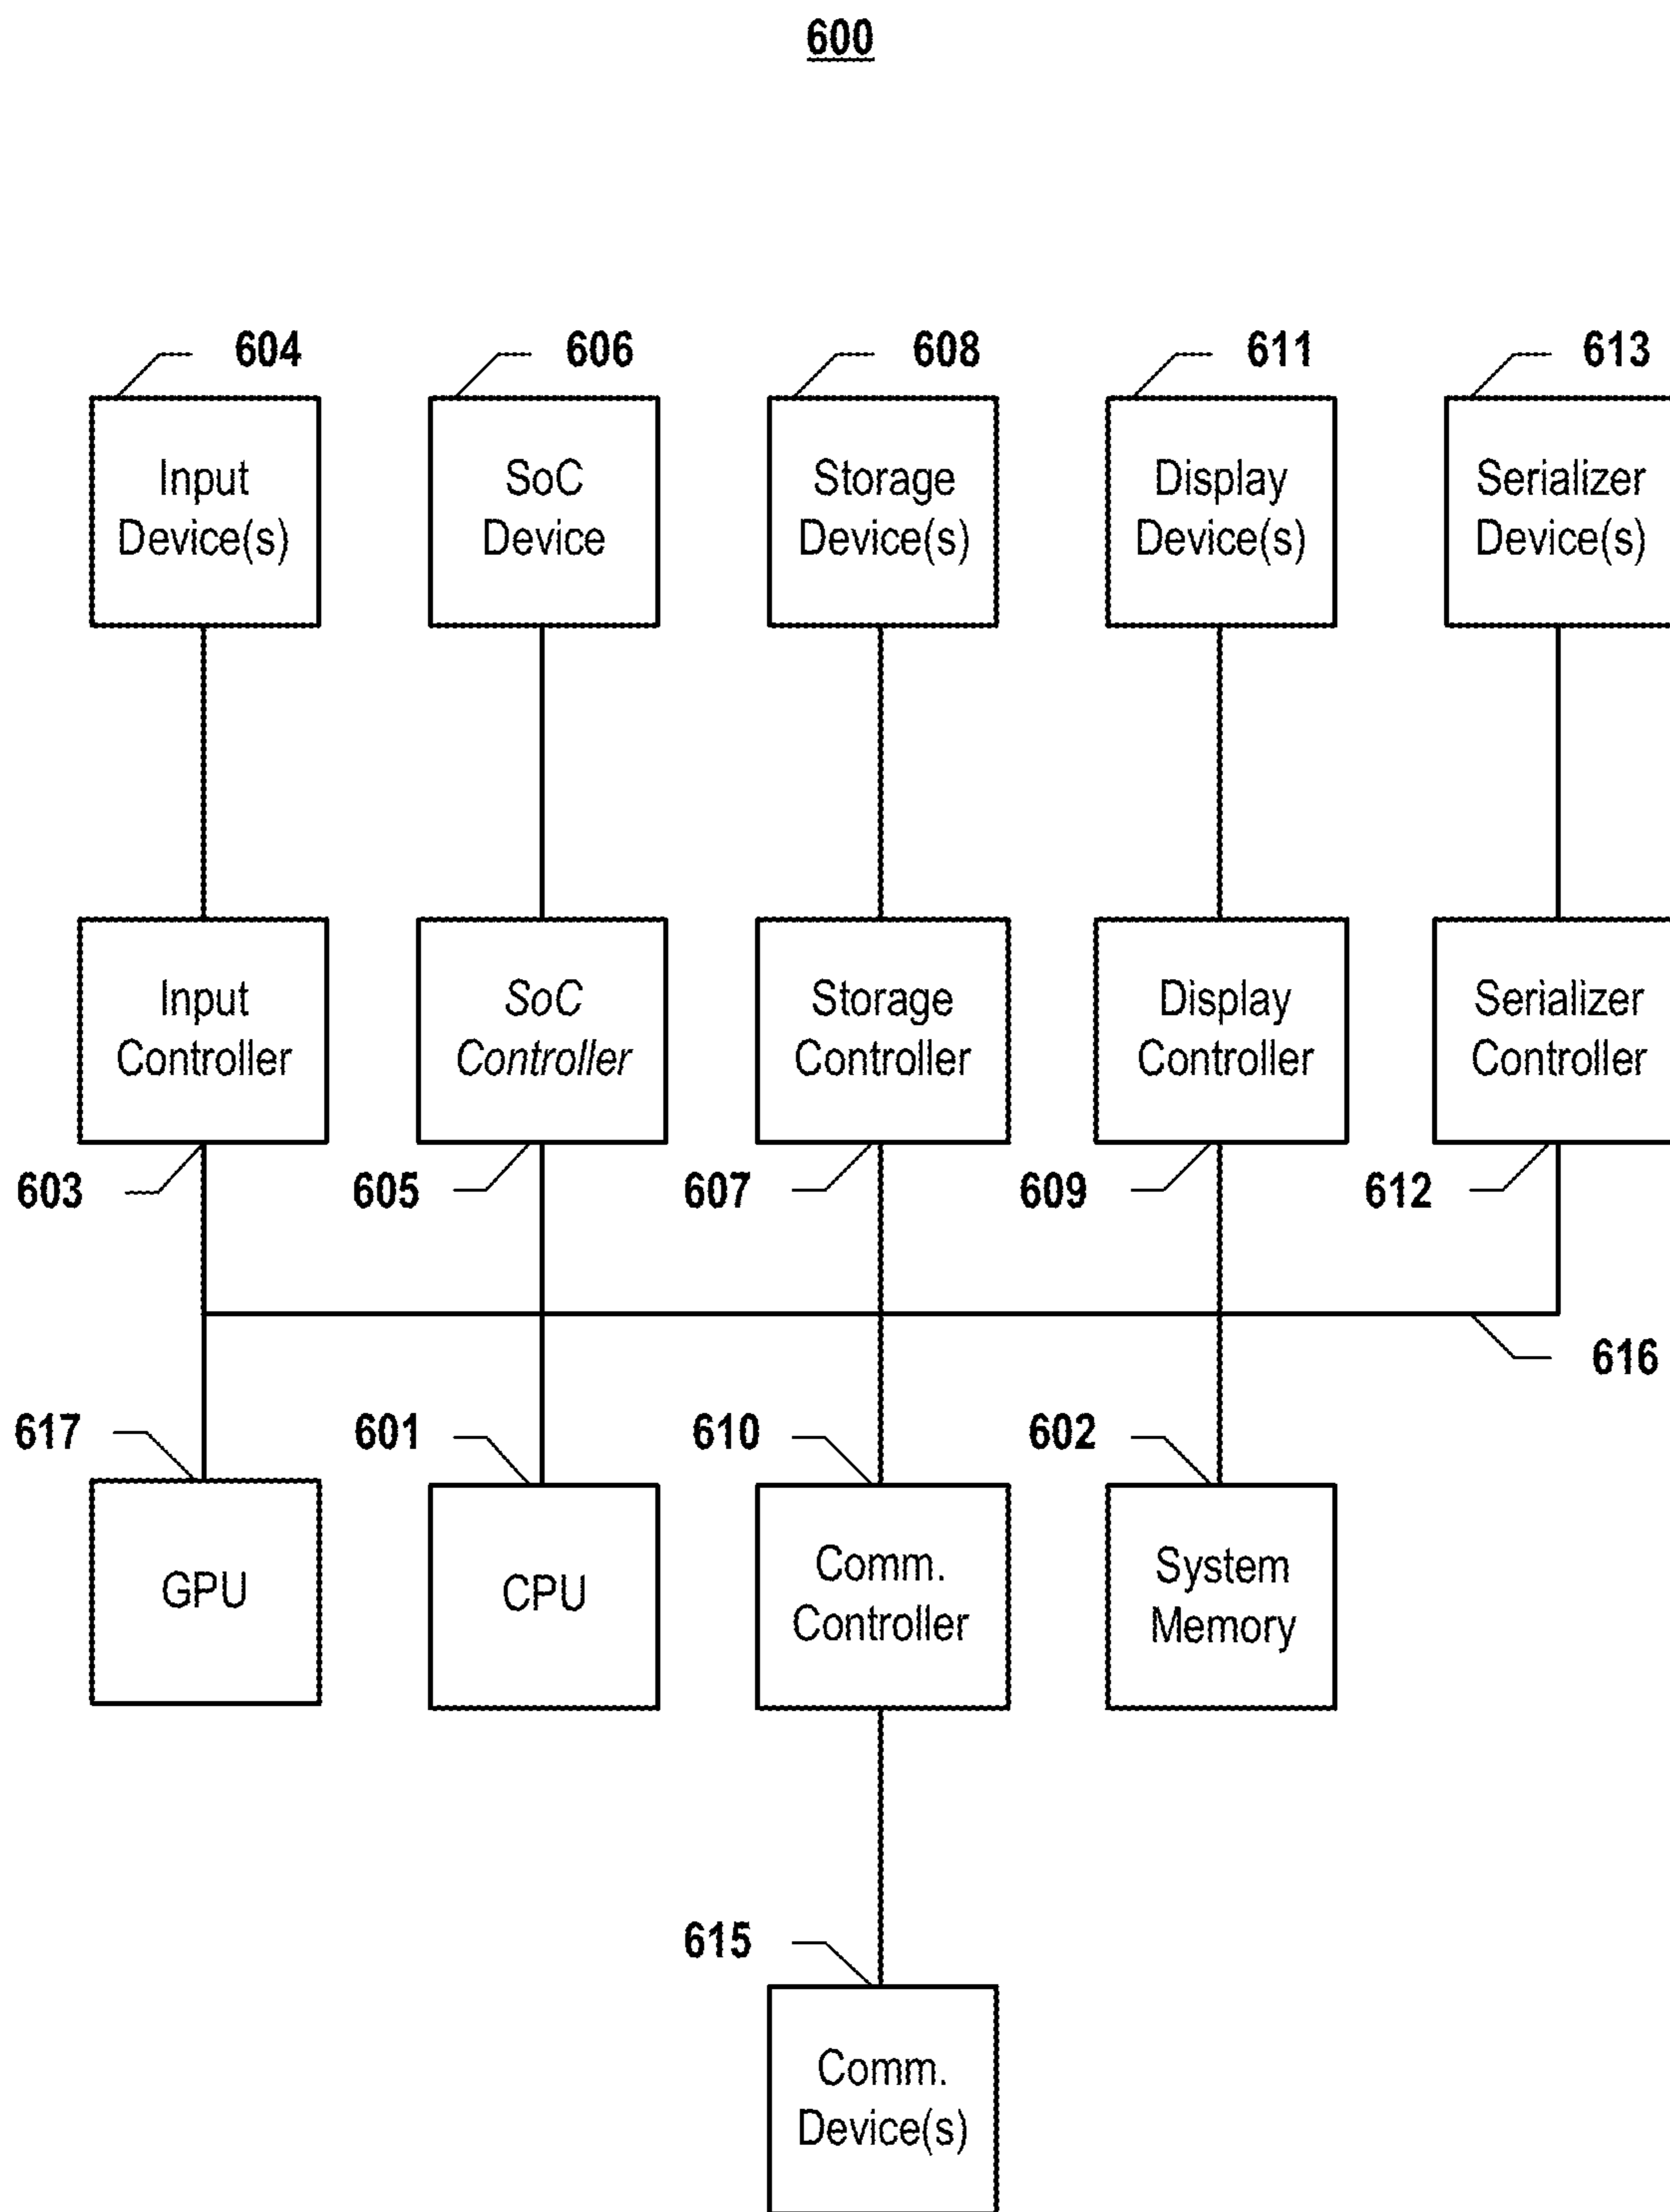 600
604
606
608
611
613
Input
Device(s)
SoC
Device
Storage
Device(s)
Display
Device(s)
Serializer
Device(s)
Input
Controller
SoC
Controller
Storage
Controller
Display
Controller
Serializer
Controller
603
605
607
609
612
616
617
601
610
602
GPU
CPU
Comm.
Controller
System
Memory
615
Comm.
Device(s)